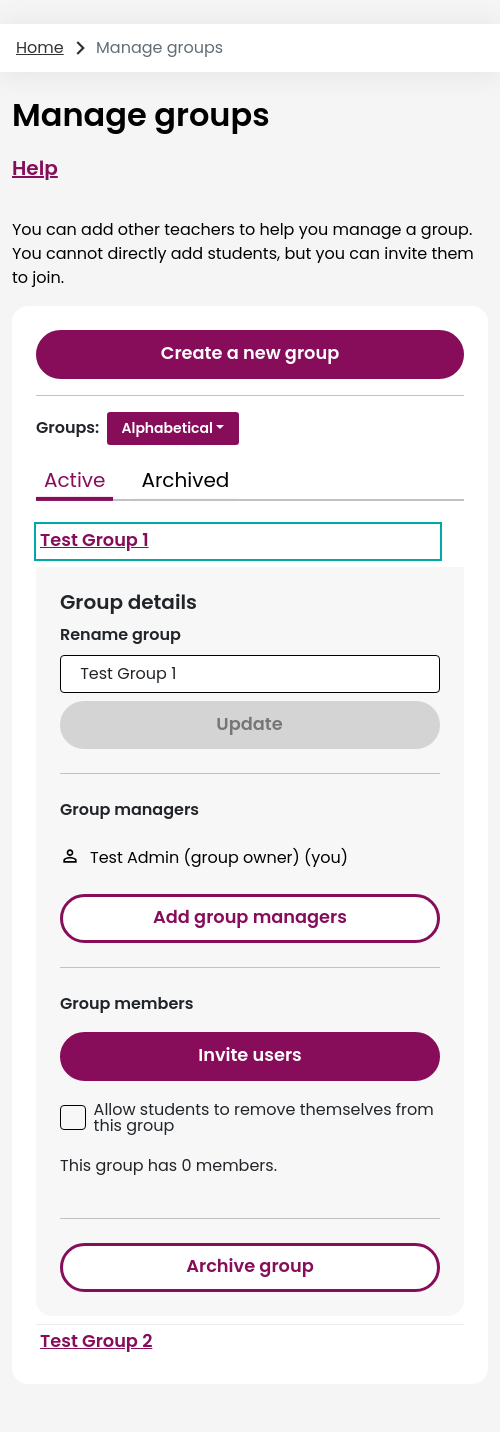 Home Manage groups
Manage groups
Help
You can add other teachers to help you manage a group.
You cannot directly add students, but you can invite them
to join.
Create a new group
Groups: Alphabetical
Active Archived
Test Group 1
Group details
Rename group
Test Group 1
Update
Group managers
Test Admin (group owner) (you)
Add group managers
Group members
Invite users
Allow students to remove themselves from
this group
This group has 0 members.
Archive group
Test Group 2